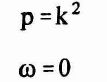 p = k²
ω = 0